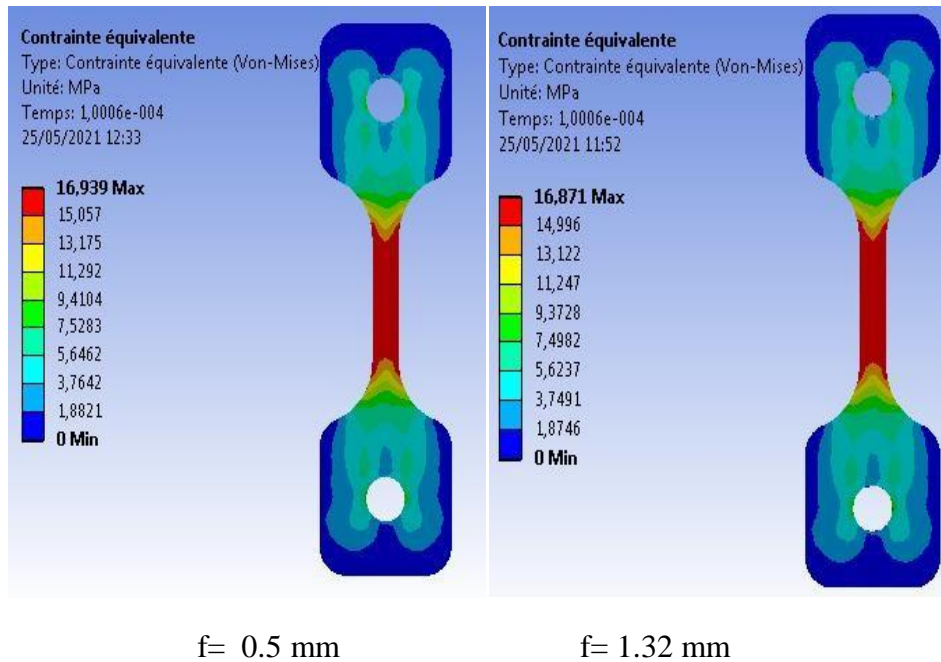 Contrainte équivalente
Type: Contrainte équivalente (Von-Mises)
Unité: MPa
Temps: 1,0006e-004
25/05/2021 12:33
16,939 Max
15,057
13,175
11,292
9,4104
7,5283
5,6462
3,7642
1,8821
0 Min
Contrainte équivalente
Type: Contrainte équivalente (Von-Mises)
Unité: MPa
Temps: 1,0006e-004
25/05/2021 11:52
16,871 Max
14,996
13,122
11,247
9,3728
7,4982
5,6237
3,7491
1,8746
0 Min
f= 0.5 mm
f= 1.32 mm